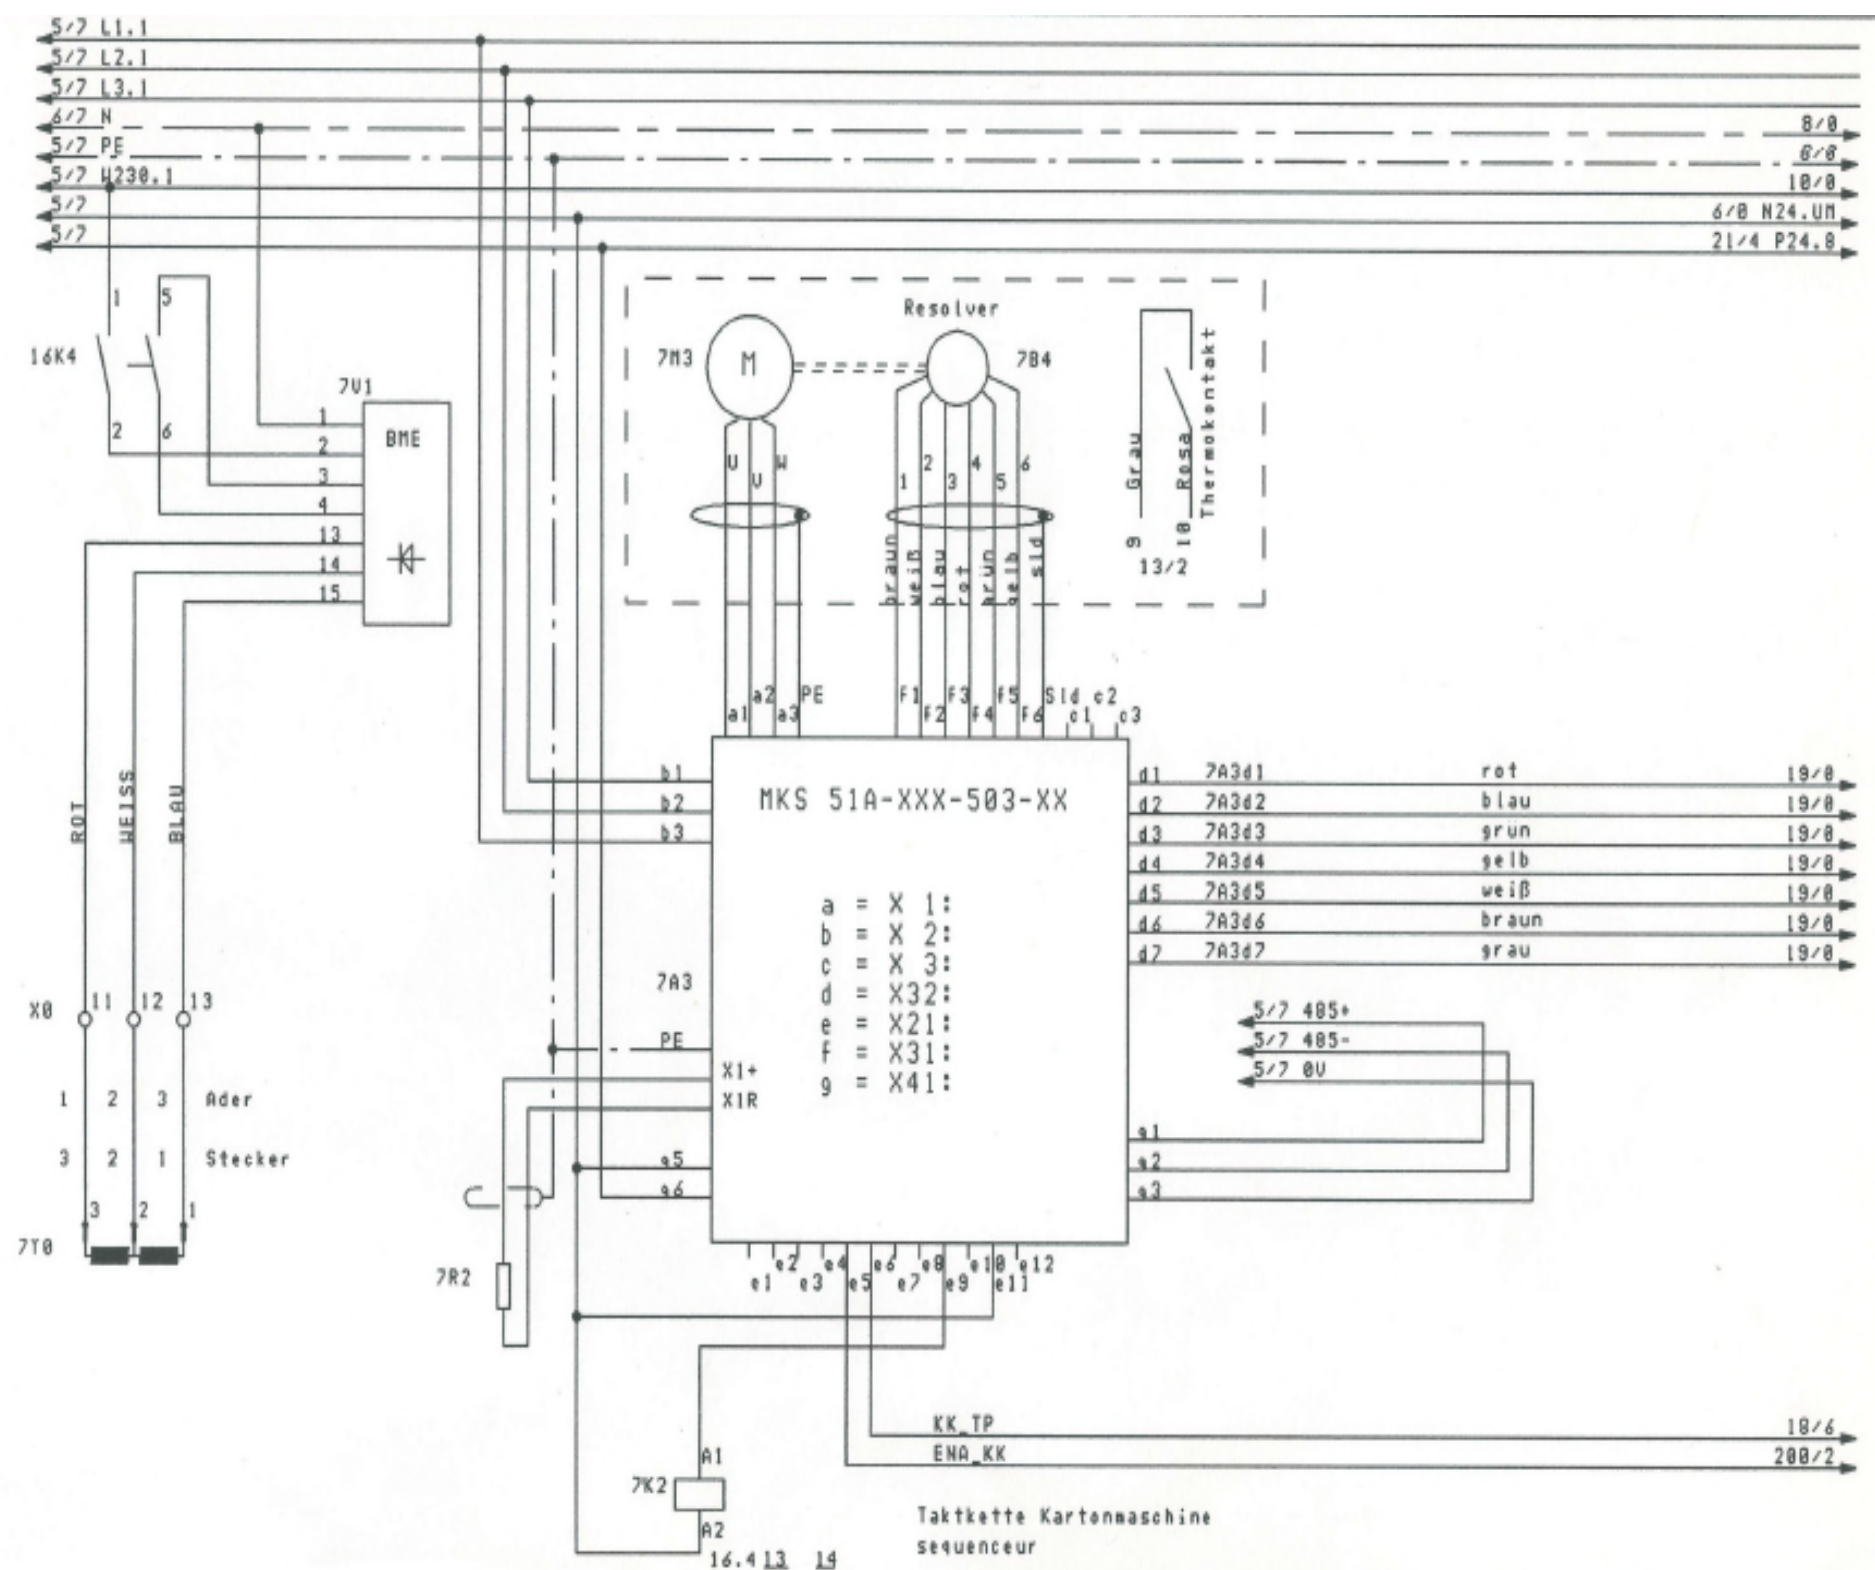 5/7 L1.1
5/7 L2.1
5/7 L3.1
6/7 N
8/0
5/7 PE
6/6
5/7 W230.1
10/0
5/7
6/0 N24.UM
5/7
21/4 P24.8
1 5
Resolver
16K4
7M3
M
7B4
Thermokontakt
7V1
BME
2 6
1
2
3
4
13
14
15
U
V
W
1
2
3
4
5
6
Grau
Rosa
9
10
13/2
braun
weiß
blau
rot
grün
gelb
sld
a1
a2
a3
PE
F1
F2
F3
F4
F5
F6
Sld
c1
c2
c3
ROT
WEISS
BLAU
b1
b2
b3
MKS 51A-XXX-503-XX
d1 7A3d1 rot 19/0
d2 7A3d2 blau 19/0
d3 7A3d3 grün 19/0
d4 7A3d4 gelb 19/0
d5 7A3d5 weiß 19/0
d6 7A3d6 braun 19/0
d7 7A3d7 grau 19/0
a = X 1:
b = X 2:
c = X 3:
d = X32:
e = X21:
f = X31:
g = X41:
7A3
X0
11 12 13
5/7 485+
5/7 485-
5/7 0V
PE
X1+
X1R
1 2 3 Ader
3 2 1 Stecker
g1
g2
g3
g5
g6
3 2 1
7Y0
7R2
e1
e2
e3
e4
e5
e6
e7
e8
e9
e10
e11
e12
KK_TP 18/6
ENA_KK 200/2
A1
7K2
A2
16.4 13 14
Taktkette Kartonmaschine
sequenceur